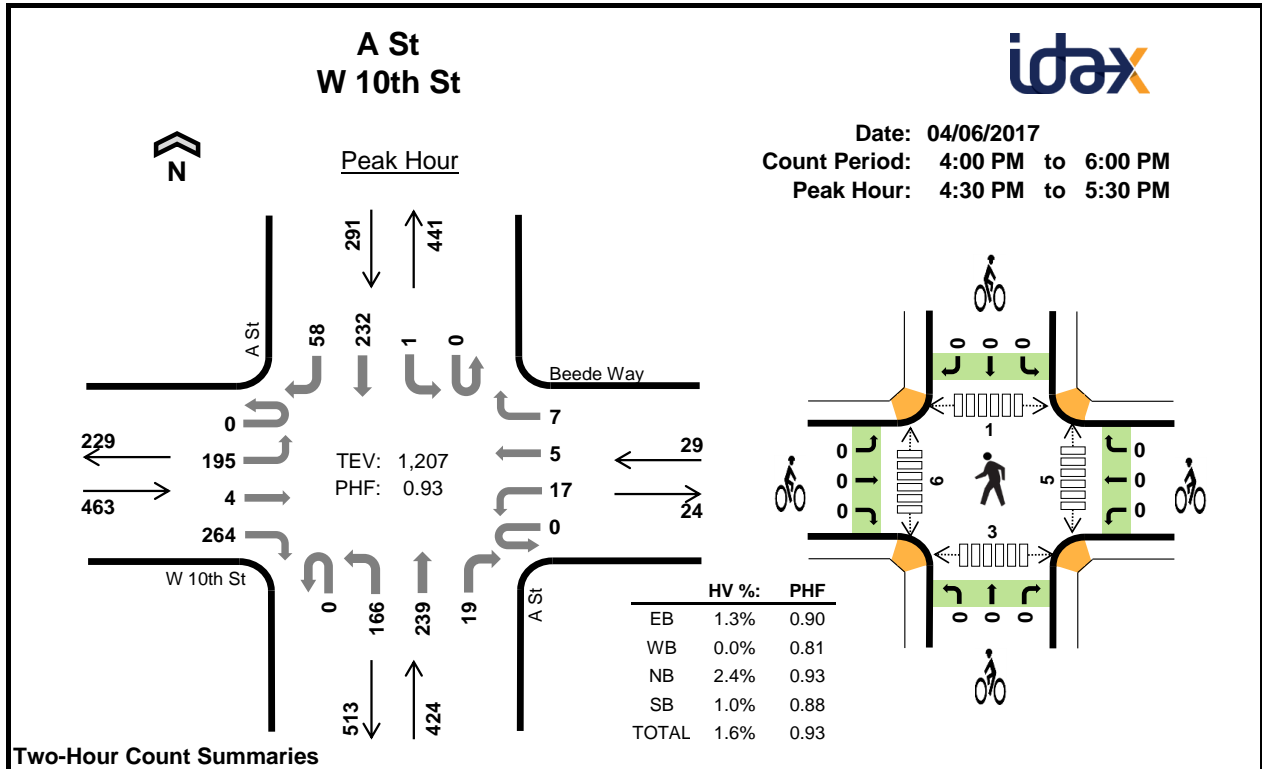 A St
W 10th St
idax
N
Peak Hour
Date: 04/06/2017
Count Period: 4:00 PM to 6:00 PM
Peak Hour: 4:30 PM to 5:30 PM
291
441
A St
58
232
1
0
Beede Way
0
195
4
264
229
463
TEV: 1,207
PHF: 0.93
7
5
17
0
29
24
W 10th St
0
166
239
19
A St
513
424
0 0 0
1
0
0
0
6
5
0
0
0
3
0 0 0
HV %: PHF
EB 1.3% 0.90
WB 0.0% 0.81
NB 2.4% 0.93
SB 1.0% 0.88
TOTAL 1.6% 0.93
Two-Hour Count Summaries